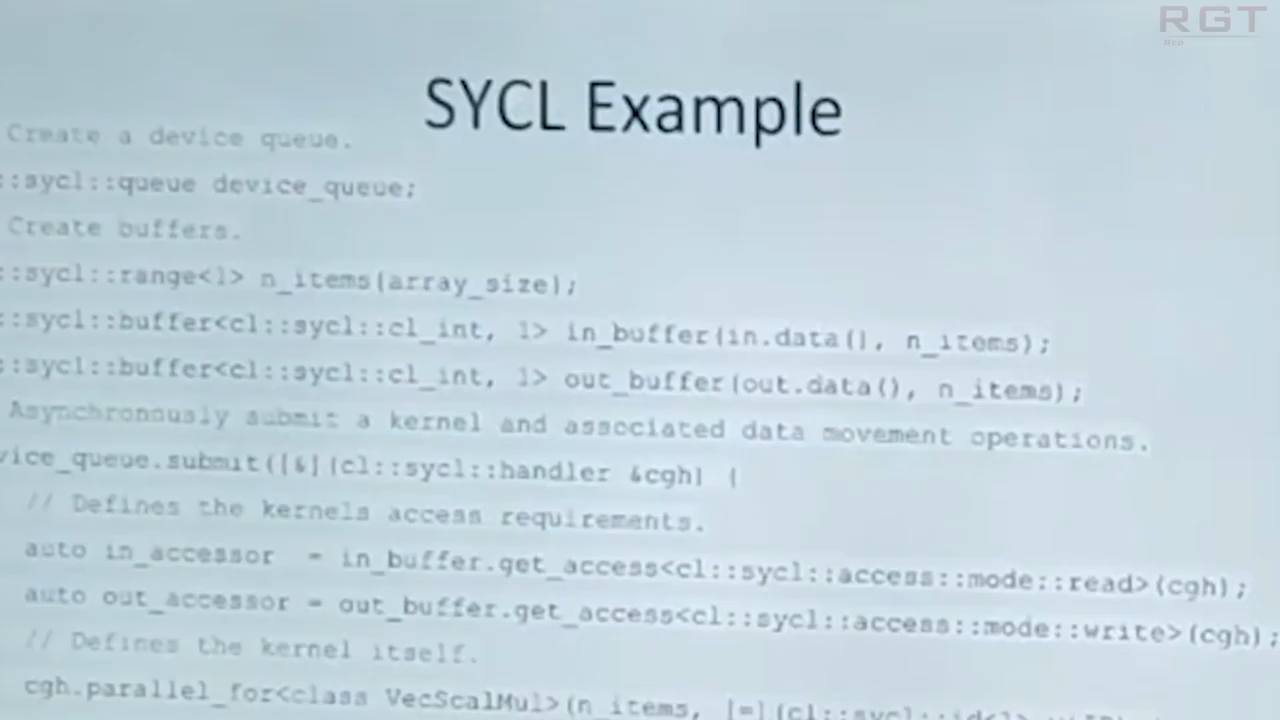 RGT
SYCL Example
Create a device queue.
::sycl::queue device_queue;
Create buffers.
::sycl::range<1> n_items(array_size);
::sycl::buffer<cl::sycl::cl_int, 1> in_buffer(in.data(), n_items);
::sycl::buffer<cl::sycl::cl_int, 1> out_buffer(out.data(), n_items);
Asynchronously submit a kernel and associated data movement operations.
vice_queue.submit([&](cl::sycl::handler &cgh) {
// Defines the kernels access requirements.
auto in_accessor = in_buffer.get_access<cl::sycl::access::mode::read>(cgh);
auto out_accessor = out_buffer.get_access<cl::sycl::access::mode::write>(cgh);
// Defines the kernel itself.
cgh.parallel_for<class VecScalMul>(n_items, [=](cl::sycl::id<1>